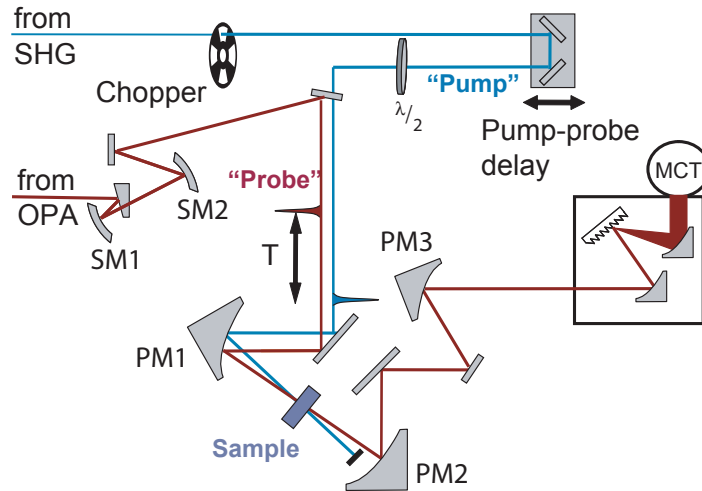 from
SHG
Chopper
"Pump"
λ/2
Pump-probe
delay
from
OPA
SM1
SM2
"Probe"
T
PM3
MCT
PM1
Sample
PM2